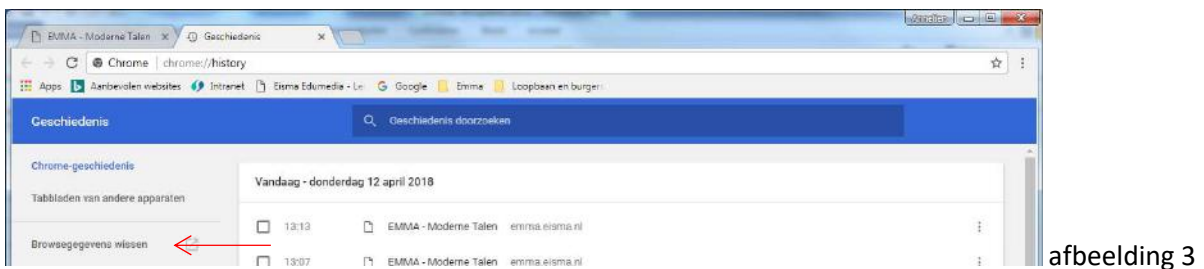 EMMA - Moderne Talen
Geschiedenis
Chrome | chrome://history
Apps Aanbevolen websites Intranet Eisma Edumedia - Le Google Emma Loopbaan en burger
Geschiedenis
Geschiedenis doorzoeken
Chrome-geschiedenis
Tabbladen van andere apparaten
Browsegegevens wissen
Vandaag - donderdag 12 april 2018
13:13 EMMA - Moderne Talen emma.eisma.nl
13:07 EMMA - Moderne Talen emma.eisma.nl
afbeelding 3